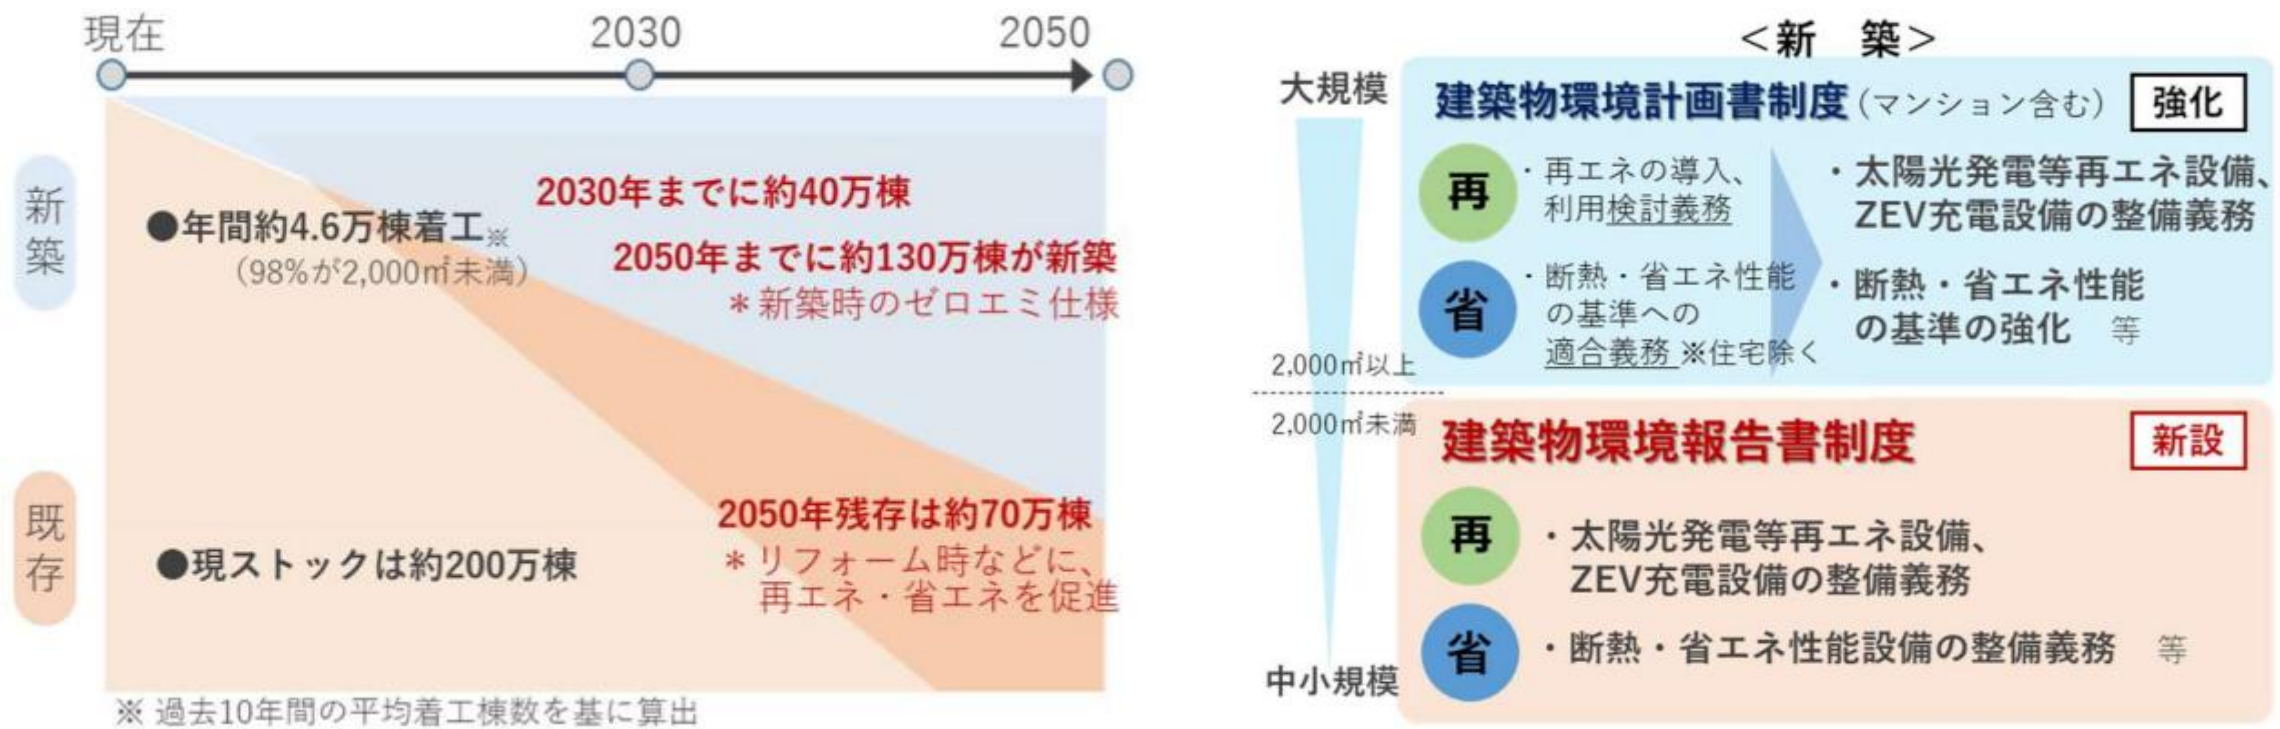 現在
2030
2050
新築
●年間約4.6万棟着工※
（98%が2,000㎡未満）
2030年までに約40万棟
2050年までに約130万棟が新築
＊新築時のゼロエミ仕様
既存
●現ストックは約200万棟
2050年残存は約70万棟
＊リフォーム時などに、
再エネ・省エネを促進
※ 過去10年間の平均着工棟数を基に算出
＜新　築＞
大規模
2,000㎡以上
2,000㎡未満
中小規模
建築物環境計画書制度（マンション含む）
強化
再
・再エネの導入、
利用検討義務
・太陽光発電等再エネ設備、
ZEV充電設備の整備義務
省
・断熱・省エネ性能
の基準への
適合義務 ※住宅除く
・断熱・省エネ性能
の基準の強化　等
建築物環境報告書制度
新設
再
・太陽光発電等再エネ設備、
ZEV充電設備の整備義務
省
・断熱・省エネ性能設備の整備義務　等